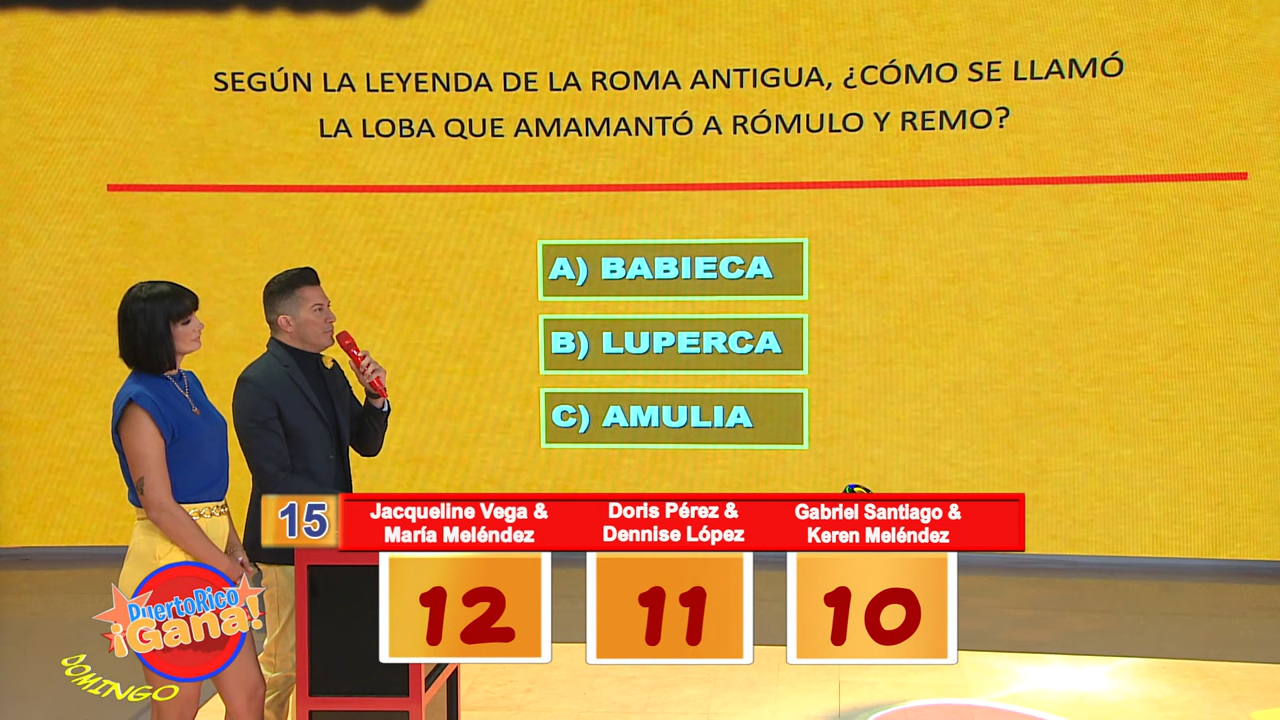 SEGÚN LA LEYENDA DE LA ROMA ANTIGUA, ¿CÓMO SE LLAMÓ
LA LOBA QUE AMAMANTÓ A RÓMULO Y REMO?
A) BABIECA
B) LUPERCA
C) AMULIA
15
Jacqueline Vega &
María Meléndez
Doris Pérez &
Dennise López
Gabriel Santiago &
Keren Meléndez
12
11
10
PuertoRico
¡Gana!
DOMINGO